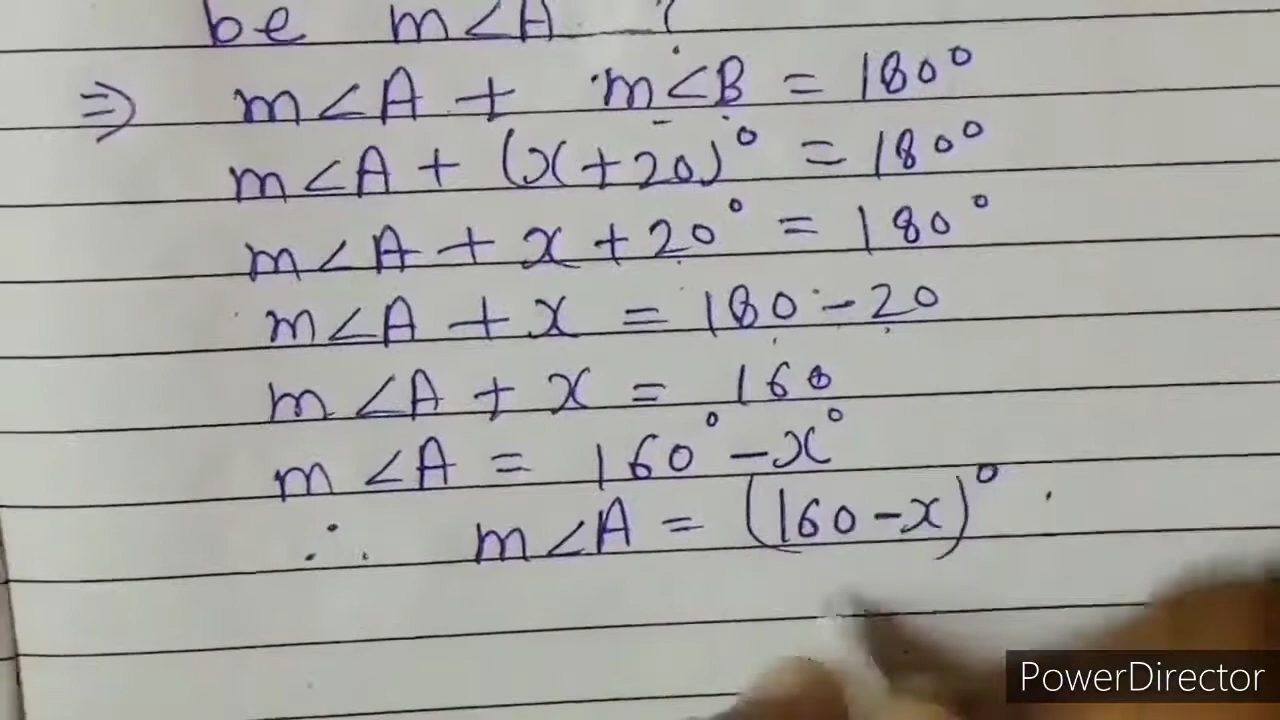 be m∠A ?
⇒ m∠A + m∠B = 180°
m∠A + (x+20)° = 180°
m∠A + x + 20° = 180°
m∠A + x = 180 - 20
m∠A + x = 160
m∠A = 160° - x°
∴ m∠A = (160-x)°
PowerDirector